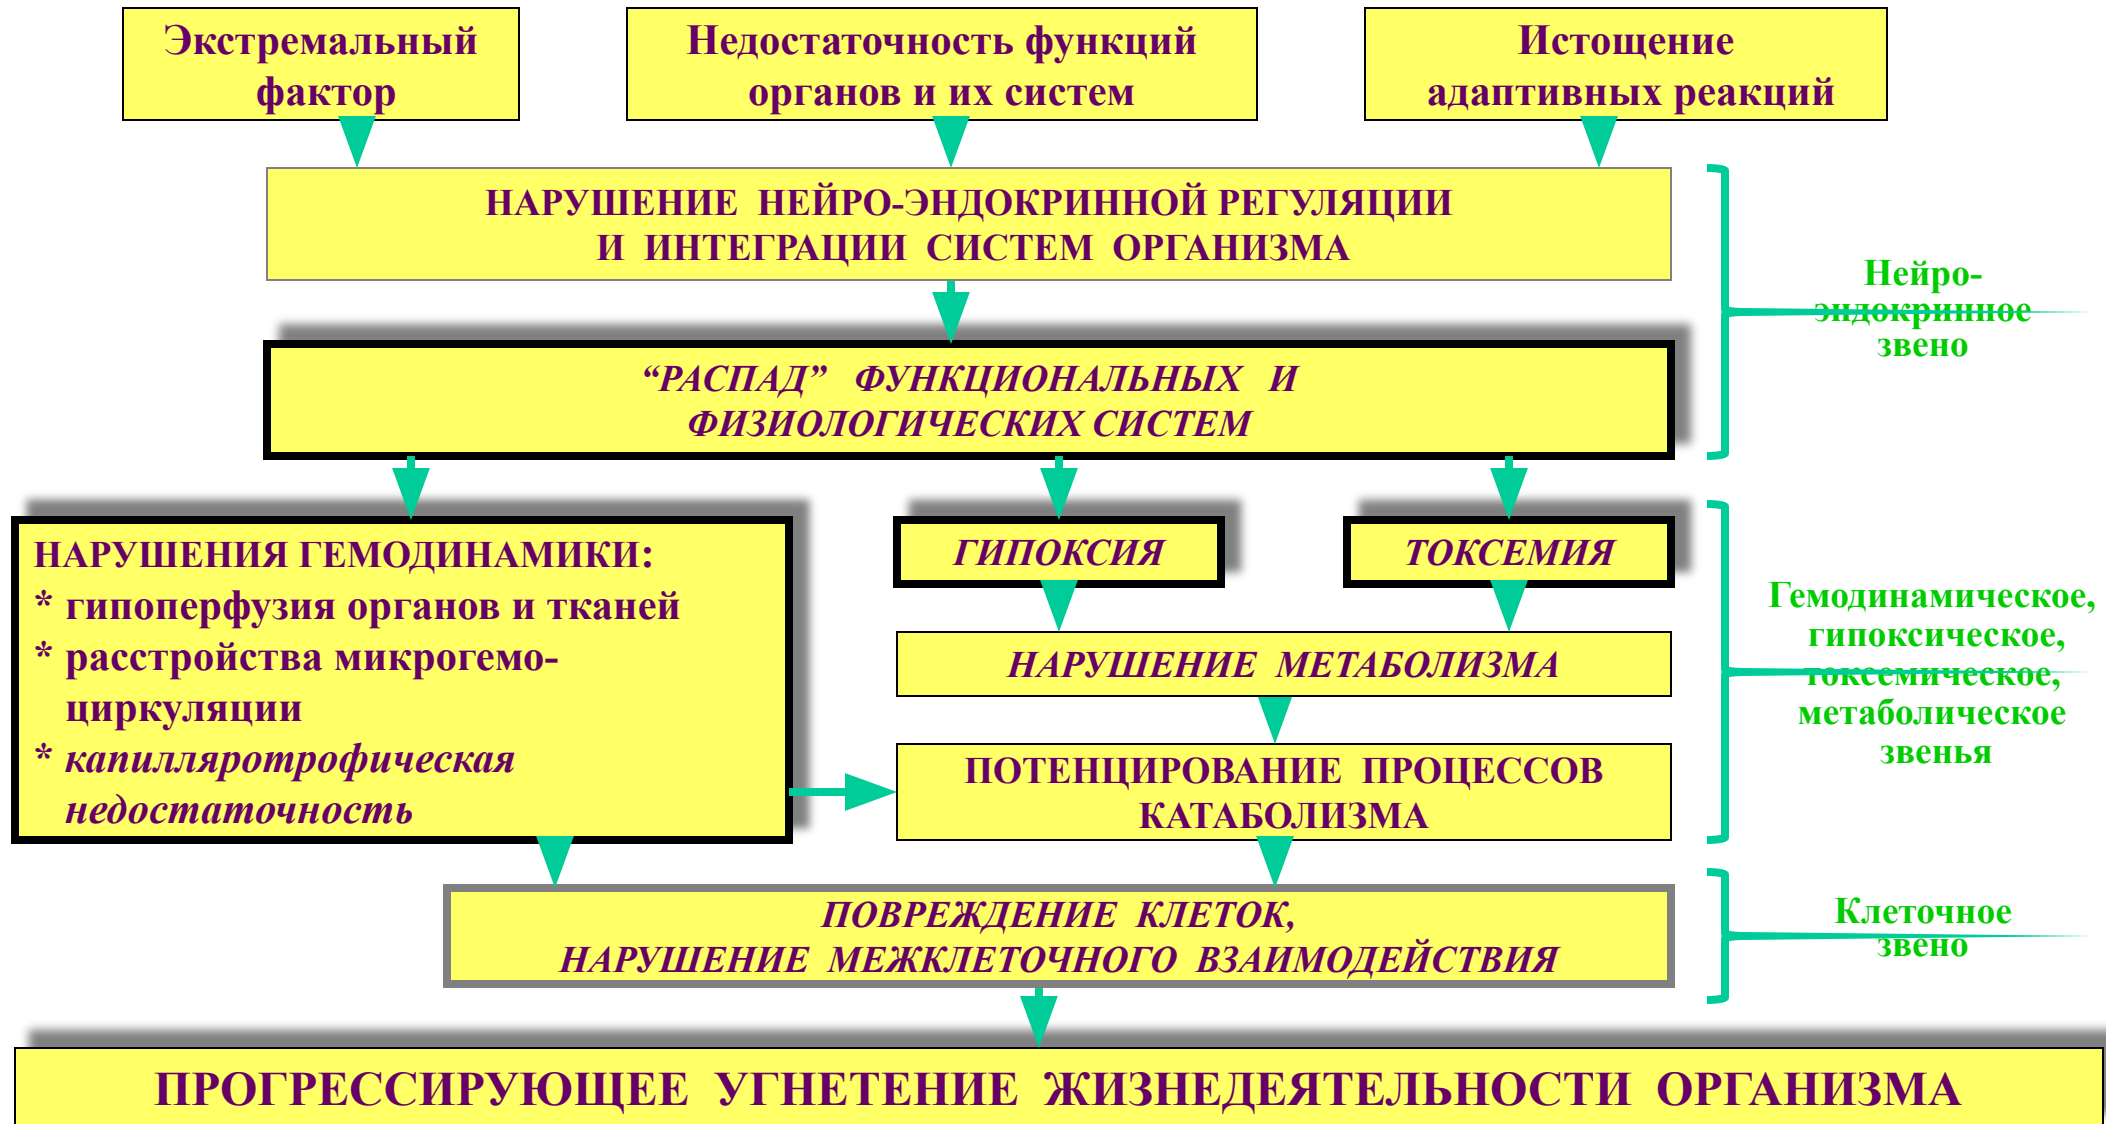 Экстремальный
фактор
Недостаточность функций
органов и их систем
Истощение
адаптивных реакций
НАРУШЕНИЕ НЕЙРО-ЭНДОКРИННОЙ РЕГУЛЯЦИИ
И ИНТЕГРАЦИИ СИСТЕМ ОРГАНИЗМА
Нейро-
эндокринное
звено
“РАСПАД” ФУНКЦИОНАЛЬНЫХ И
ФИЗИОЛОГИЧЕСКИХ СИСТЕМ
НАРУШЕНИЯ ГЕМОДИНАМИКИ:
* гипоперфузия органов и тканей
* расстройства микрогемо-
циркуляции
* капилляротрофическая
недостаточность
ГИПОКСИЯ
ТОКСЕМИЯ
НАРУШЕНИЕ МЕТАБОЛИЗМА
ПОТЕНЦИРОВАНИЕ ПРОЦЕССОВ
КАТАБОЛИЗМА
Гемодинамическое,
гипоксическое,
токсемическое,
метаболическое
звенья
ПОВРЕЖДЕНИЕ КЛЕТОК,
НАРУШЕНИЕ МЕЖКЛЕТОЧНОГО ВЗАИМОДЕЙСТВИЯ
Клеточное
звено
ПРОГРЕССИРУЮЩЕЕ УГНЕТЕНИЕ ЖИЗНЕДЕЯТЕЛЬНОСТИ ОРГАНИЗМА